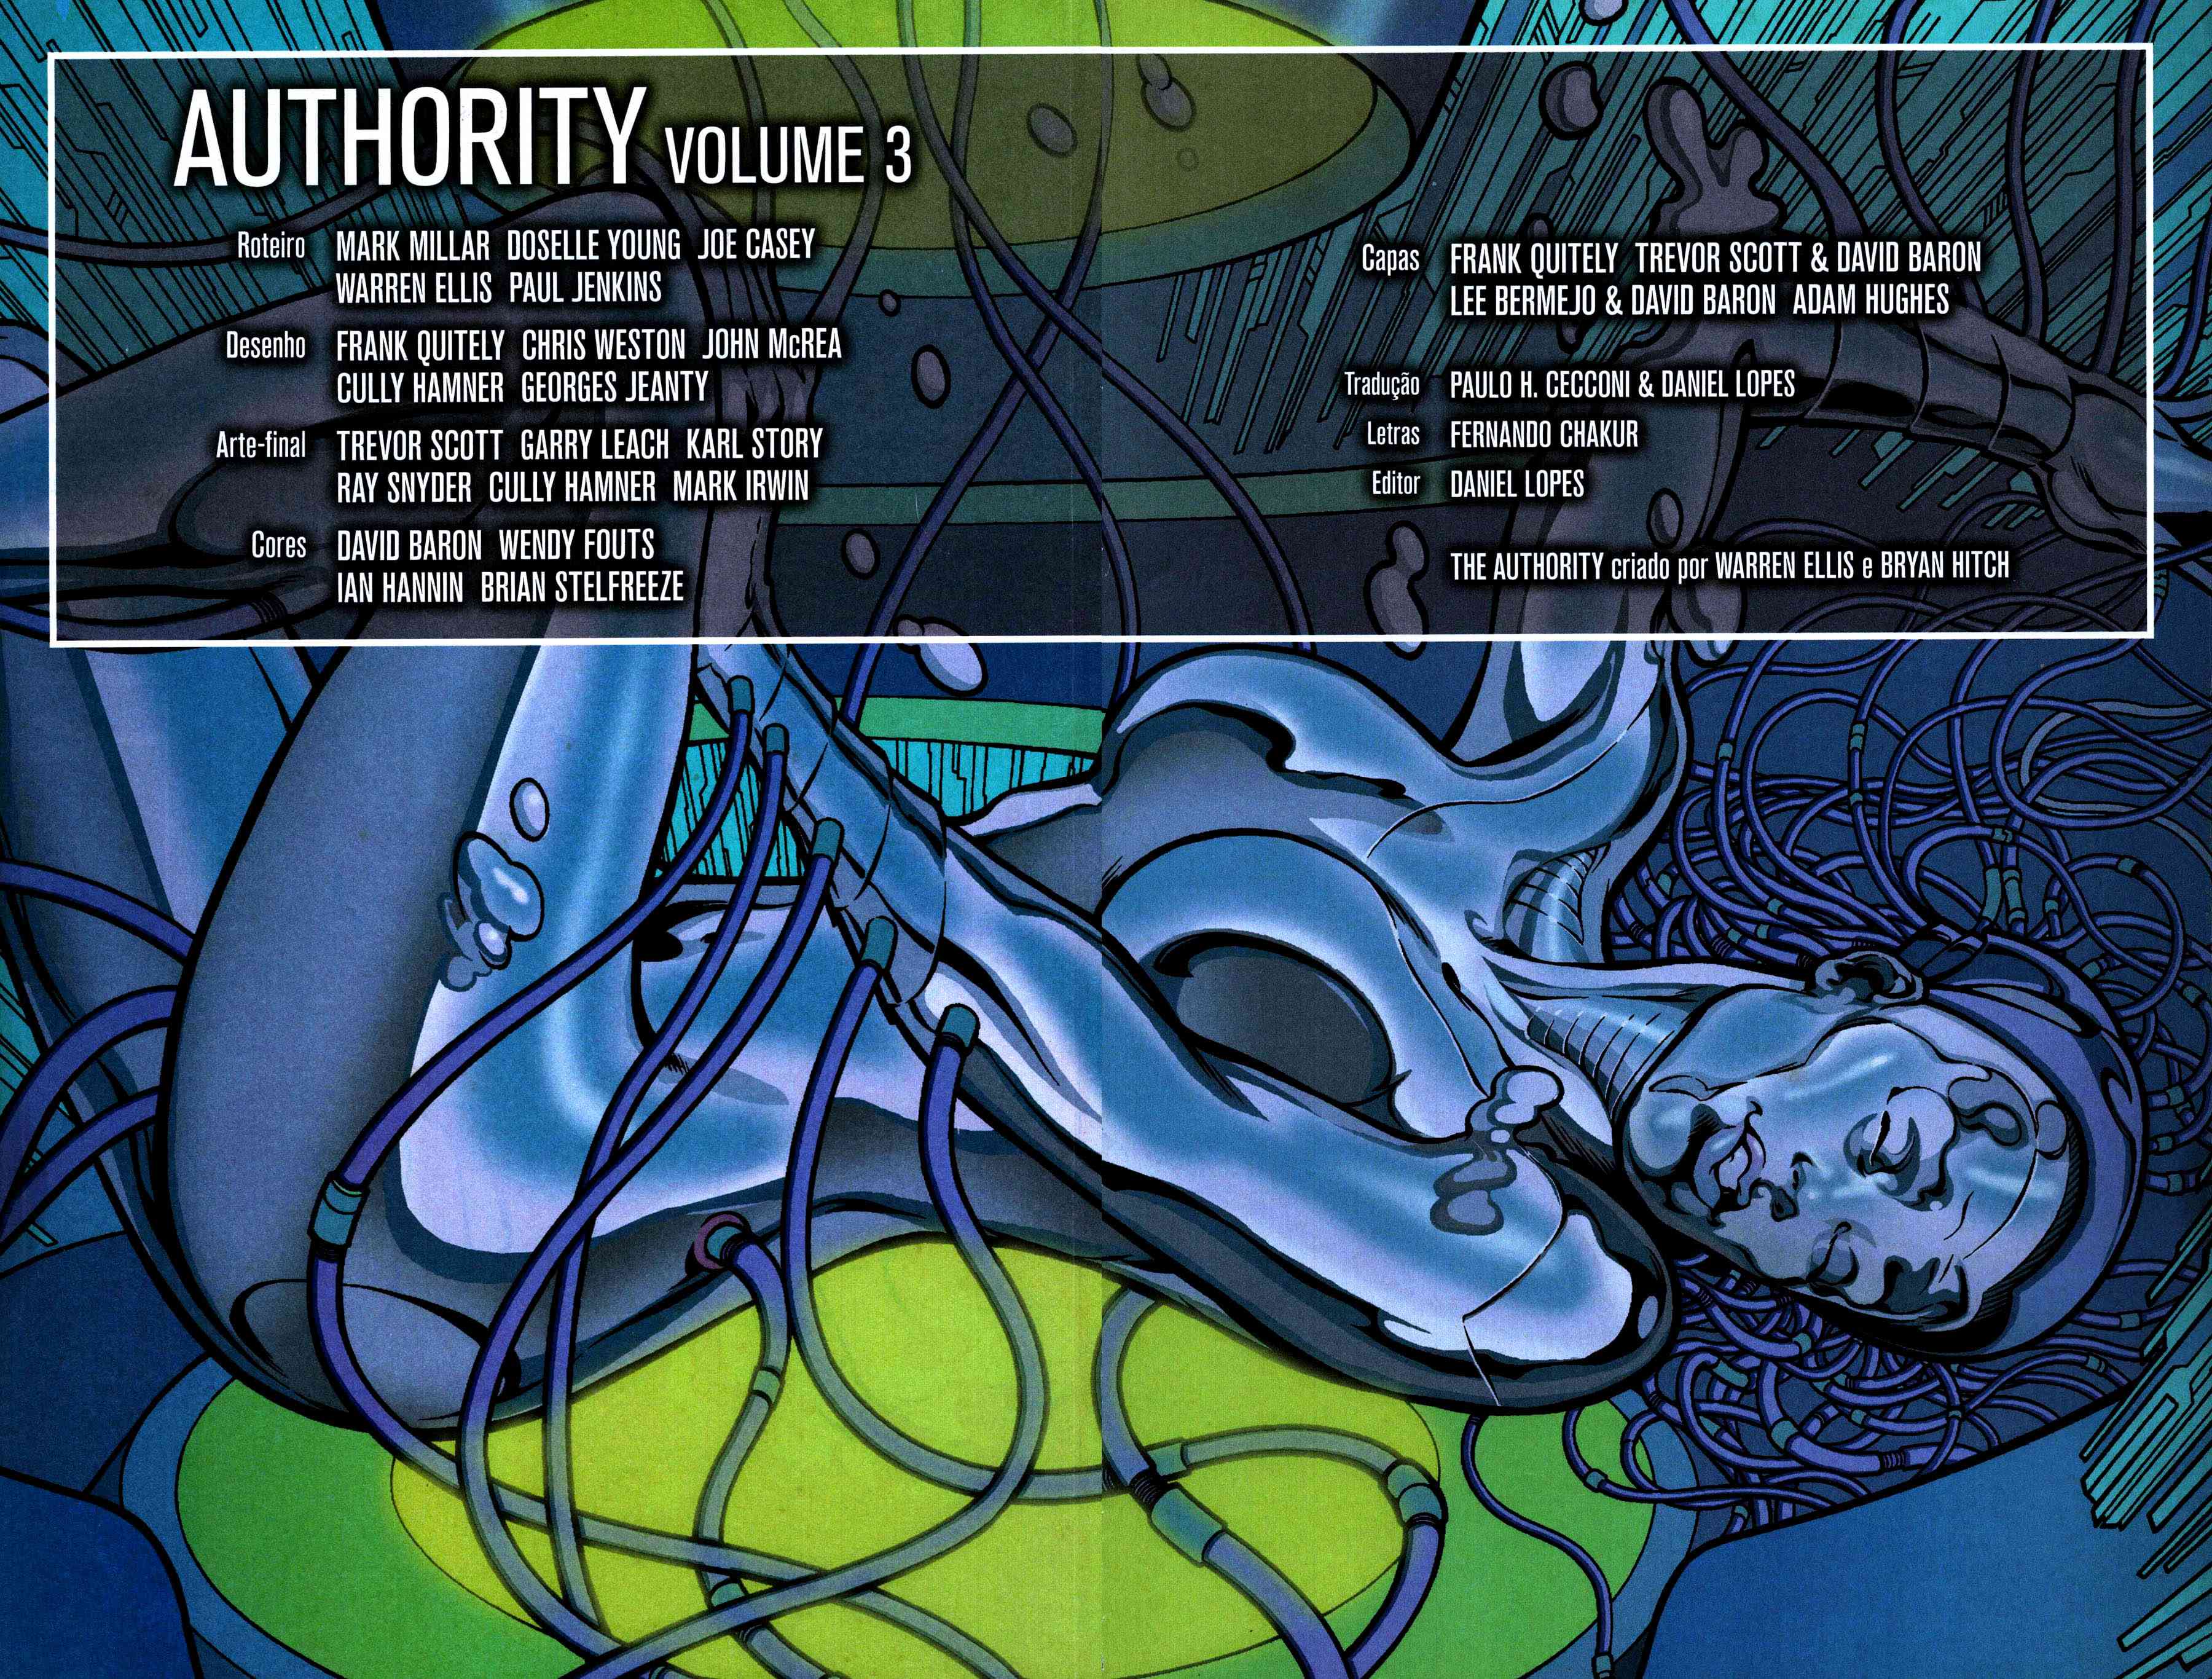 AUTHORITY VOLUME 3
Roteiro MARK MILLAR DOSELLE YOUNG JOE CASEY
WARREN ELLIS PAUL JENKINS
Desenho FRANK QUITELY CHRIS WESTON JOHN McREA
CULLY HAMNER GEORGES JEANTY
Arte-final TREVOR SCOTT GARRY LEACH KARL STORY
RAY SNYDER CULLY HAMNER MARK IRWIN
Cores DAVID BARON WENDY FOUTS
IAN HANNIN BRIAN STELFREEZE
Capas FRANK QUITELY TREVOR SCOTT & DAVID BARON
LEE BERMEJO & DAVID BARON ADAM HUGHES
Tradução PAULO H. CECCONI & DANIEL LOPES
Letras FERNANDO CHAKUR
Editor DANIEL LOPES
THE AUTHORITY criado por WARREN ELLIS e BRYAN HITCH